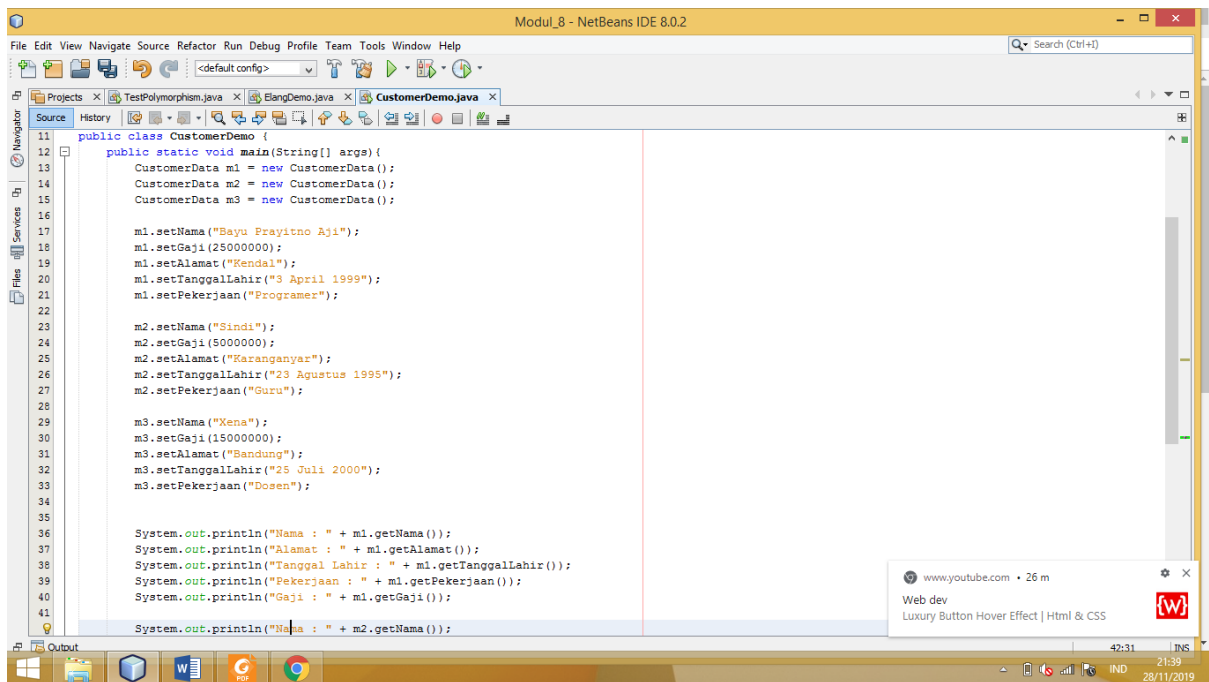 Modul_8 - NetBeans IDE 8.0.2
File Edit View Navigate Source Refactor Run Debug Profile Team Tools Window Help
Search (Ctrl+I)
<default config>
Projects TestPolymorphism.java ElangDemo.java CustomerDemo.java
Source History
Navigator
Services
Files
11 public class CustomerDemo {
12 public static void main(String[] args){
13 CustomerData m1 = new CustomerData();
14 CustomerData m2 = new CustomerData();
15 CustomerData m3 = new CustomerData();
16
17 m1.setNama("Bayu Prayitno Aji");
18 m1.setGaji(25000000);
19 m1.setAlamat("Kendal");
20 m1.setTanggalLahir("3 April 1999");
21 m1.setPekerjaan("Programer");
22
23 m2.setNama("Sindi");
24 m2.setGaji(5000000);
25 m2.setAlamat("Karanganyar");
26 m2.setTanggalLahir("23 Agustus 1995");
27 m2.setPekerjaan("Guru");
28
29 m3.setNama("Xena");
30 m3.setGaji(15000000);
31 m3.setAlamat("Bandung");
32 m3.setTanggalLahir("25 Juli 2000");
33 m3.setPekerjaan("Dosen");
34
35
36 System.out.println("Nama : " + m1.getNama());
37 System.out.println("Alamat : " + m1.getAlamat());
38 System.out.println("Tanggal Lahir : " + m1.getTanggalLahir());
39 System.out.println("Pekerjaan : " + m1.getPekerjaan());
40 System.out.println("Gaji : " + m1.getGaji());
41
System.out.println("Nama : " + m2.getNama());
www.youtube.com • 26 m
Web dev
Luxury Button Hover Effect | Html & CSS
{w}
Output
42:31 INS
PDF
IND
21:39
28/11/2019